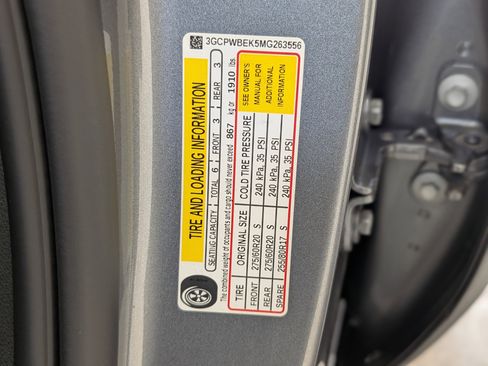 3GCPWBEK5MG263556
TIRE AND LOADING INFORMATION
SEATING CAPACITY TOTAL 6 FRONT 3 REAR 3
The combined weight of occupants and cargo should never exceed 867 kg or 1910 lbs.
TIRE ORIGINAL SIZE COLD TIRE PRESSURE
FRONT 275/60R20 S 240 kPa, 35 PSI
REAR 275/60R20 S 240 kPa, 35 PSI
SPARE 255/80R17 S 240 kPa, 35 PSI
SEE OWNER'S
MANUAL FOR
ADDITIONAL
INFORMATION